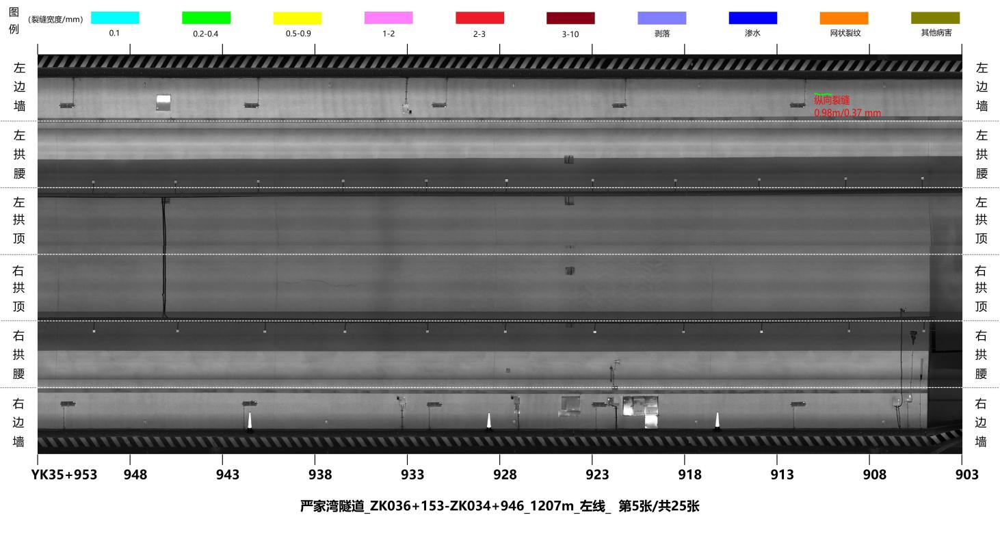 图例 (裂缝宽度/mm)
0.1 0.2-0.4 0.5-0.9 1-2 2-3 3-10 剥落 渗水 网状裂纹 其他病害
左边墙 左边墙
纵向裂缝
0.98m/0.37 mm
左拱腰 左拱腰
左拱顶 左拱顶
右拱顶 右拱顶
右拱腰 右拱腰
右边墙 右边墙
YK35+953 948 943 938 933 928 923 918 913 908 903
严家湾隧道_ZK036+153-ZK034+946_1207m_左线_ 第5张/共25张